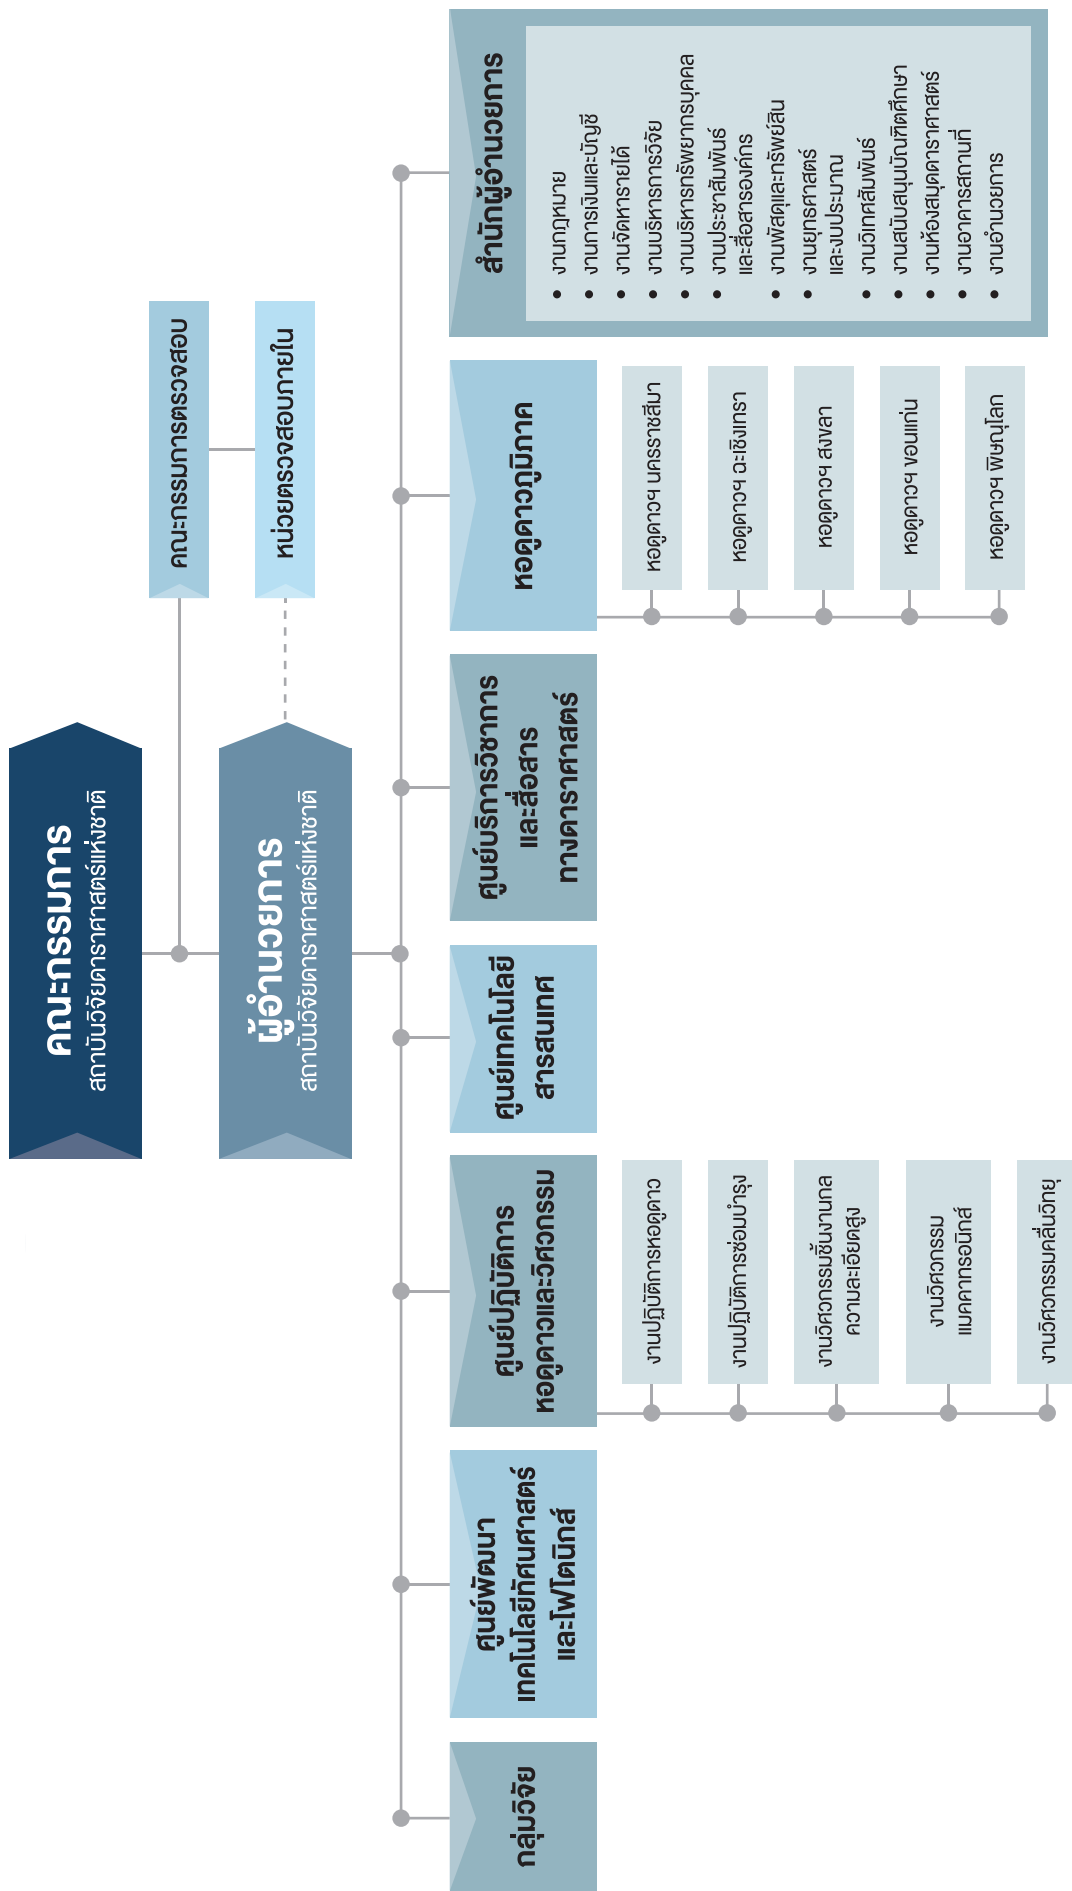 คณะกรรมการ
สถาบันวิจัยดาราศาสตร์แห่งชาติ
คณะกรรมการตรวจสอบ
ผู้อำนวยการ
สถาบันวิจัยดาราศาสตร์แห่งชาติ
หน่วยตรวจสอบภายใน
กลุ่มวิจัย
ศูนย์พัฒนา
เทคโนโลยีทัศนศาสตร์
และโฟโตนิกส์
ศูนย์ปฏิบัติการ
หอดูดาวและวิศวกรรม
งานปฏิบัติการหอดูดาว
งานปฏิบัติการซ่อมบำรุง
งานวิศวกรรมชิ้นงานกล
ความละเอียดสูง
งานวิศวกรรม
แมคคาทรอนิกส์
งานวิศวกรรมคลื่นวิทยุ
ศูนย์เทคโนโลยี
สารสนเทศ
ศูนย์บริการวิชาการ
และสื่อสาร
ทางดาราศาสตร์
หอดูดาวภูมิภาค
หอดูดาวฯ นครราชสีมา
หอดูดาวฯ ฉะเชิงเทรา
หอดูดาวฯ สงขลา
หอดูดาวฯ ขอนแก่น
หอดูดาวฯ พิษณุโลก
สำนักผู้อำนวยการ
• งานกฎหมาย
• งานการเงินและบัญชี
• งานจัดหารายได้
• งานบริหารการวิจัย
• งานบริหารทรัพยากรบุคคล
• งานประชาสัมพันธ์
และสื่อสารองค์กร
• งานพัสดุและทรัพย์สิน
• งานยุทธศาสตร์
และงบประมาณ
• งานวิเทศสัมพันธ์
• งานสนับสนุนบัณฑิตศึกษา
• งานห้องสมุดดาราศาสตร์
• งานอาคารสถานที่
• งานอำนวยการ